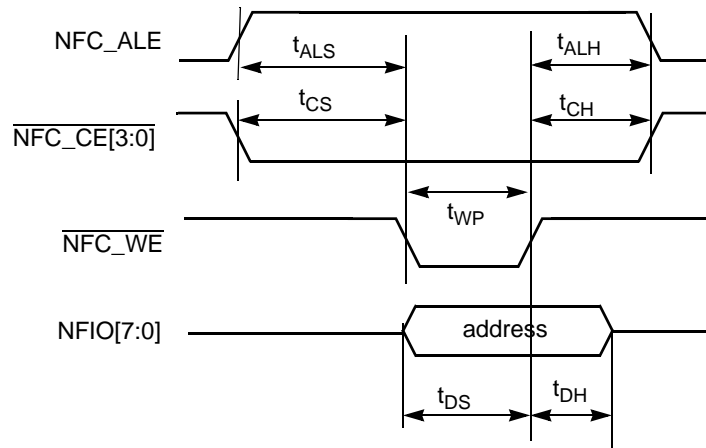 NFC_ALE
tALS
tALH
tCS
tCH
NFC_CE[3:0]
tWP
NFC_WE
NFIO[7:0]
address
tDS
tDH